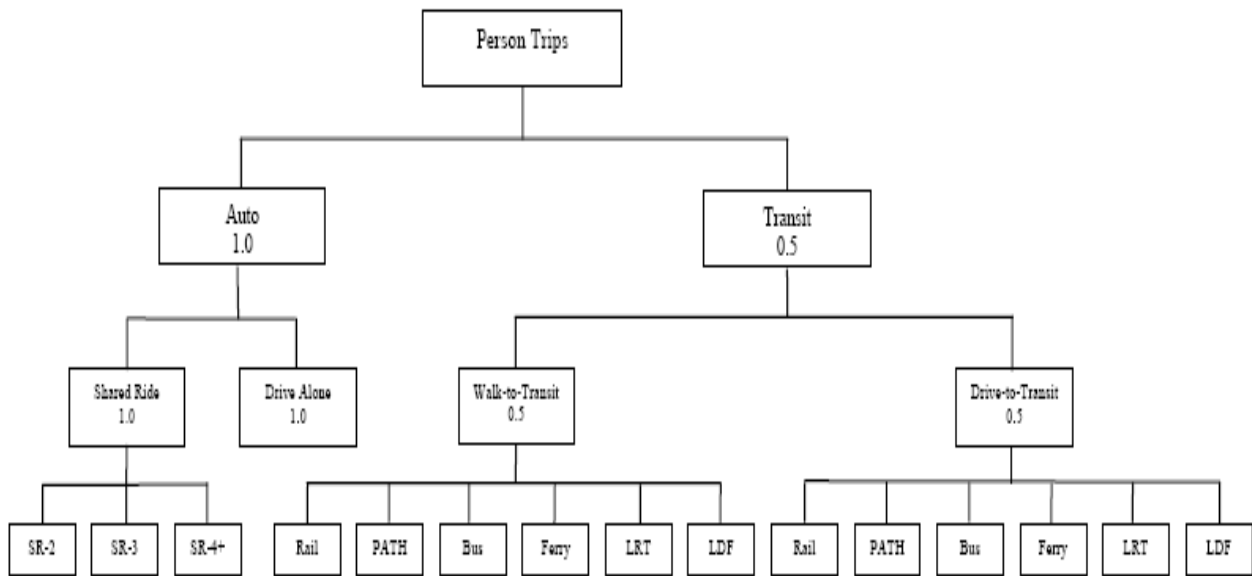 Person Trips
Auto
1.0
Transit
0.5
Shared Ride
1.0
Drive Alone
1.0
Walk-to-Transit
0.5
Drive-to-Transit
0.5
SR-2
SR-3
SR-4+
Rail
PATH
Bus
Ferry
LRT
LDF
Rail
PATH
Bus
Ferry
LRT
LDF